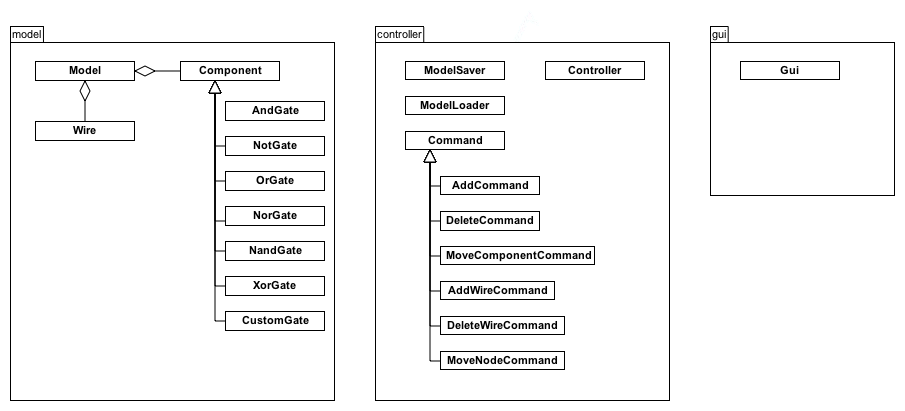 model
Model
Component
Wire
AndGate
NotGate
OrGate
NorGate
NandGate
XorGate
CustomGate
controller
ModelSaver
Controller
ModelLoader
Command
AddCommand
DeleteCommand
MoveComponentCommand
AddWireCommand
DeleteWireCommand
MoveNodeCommand
gui
Gui